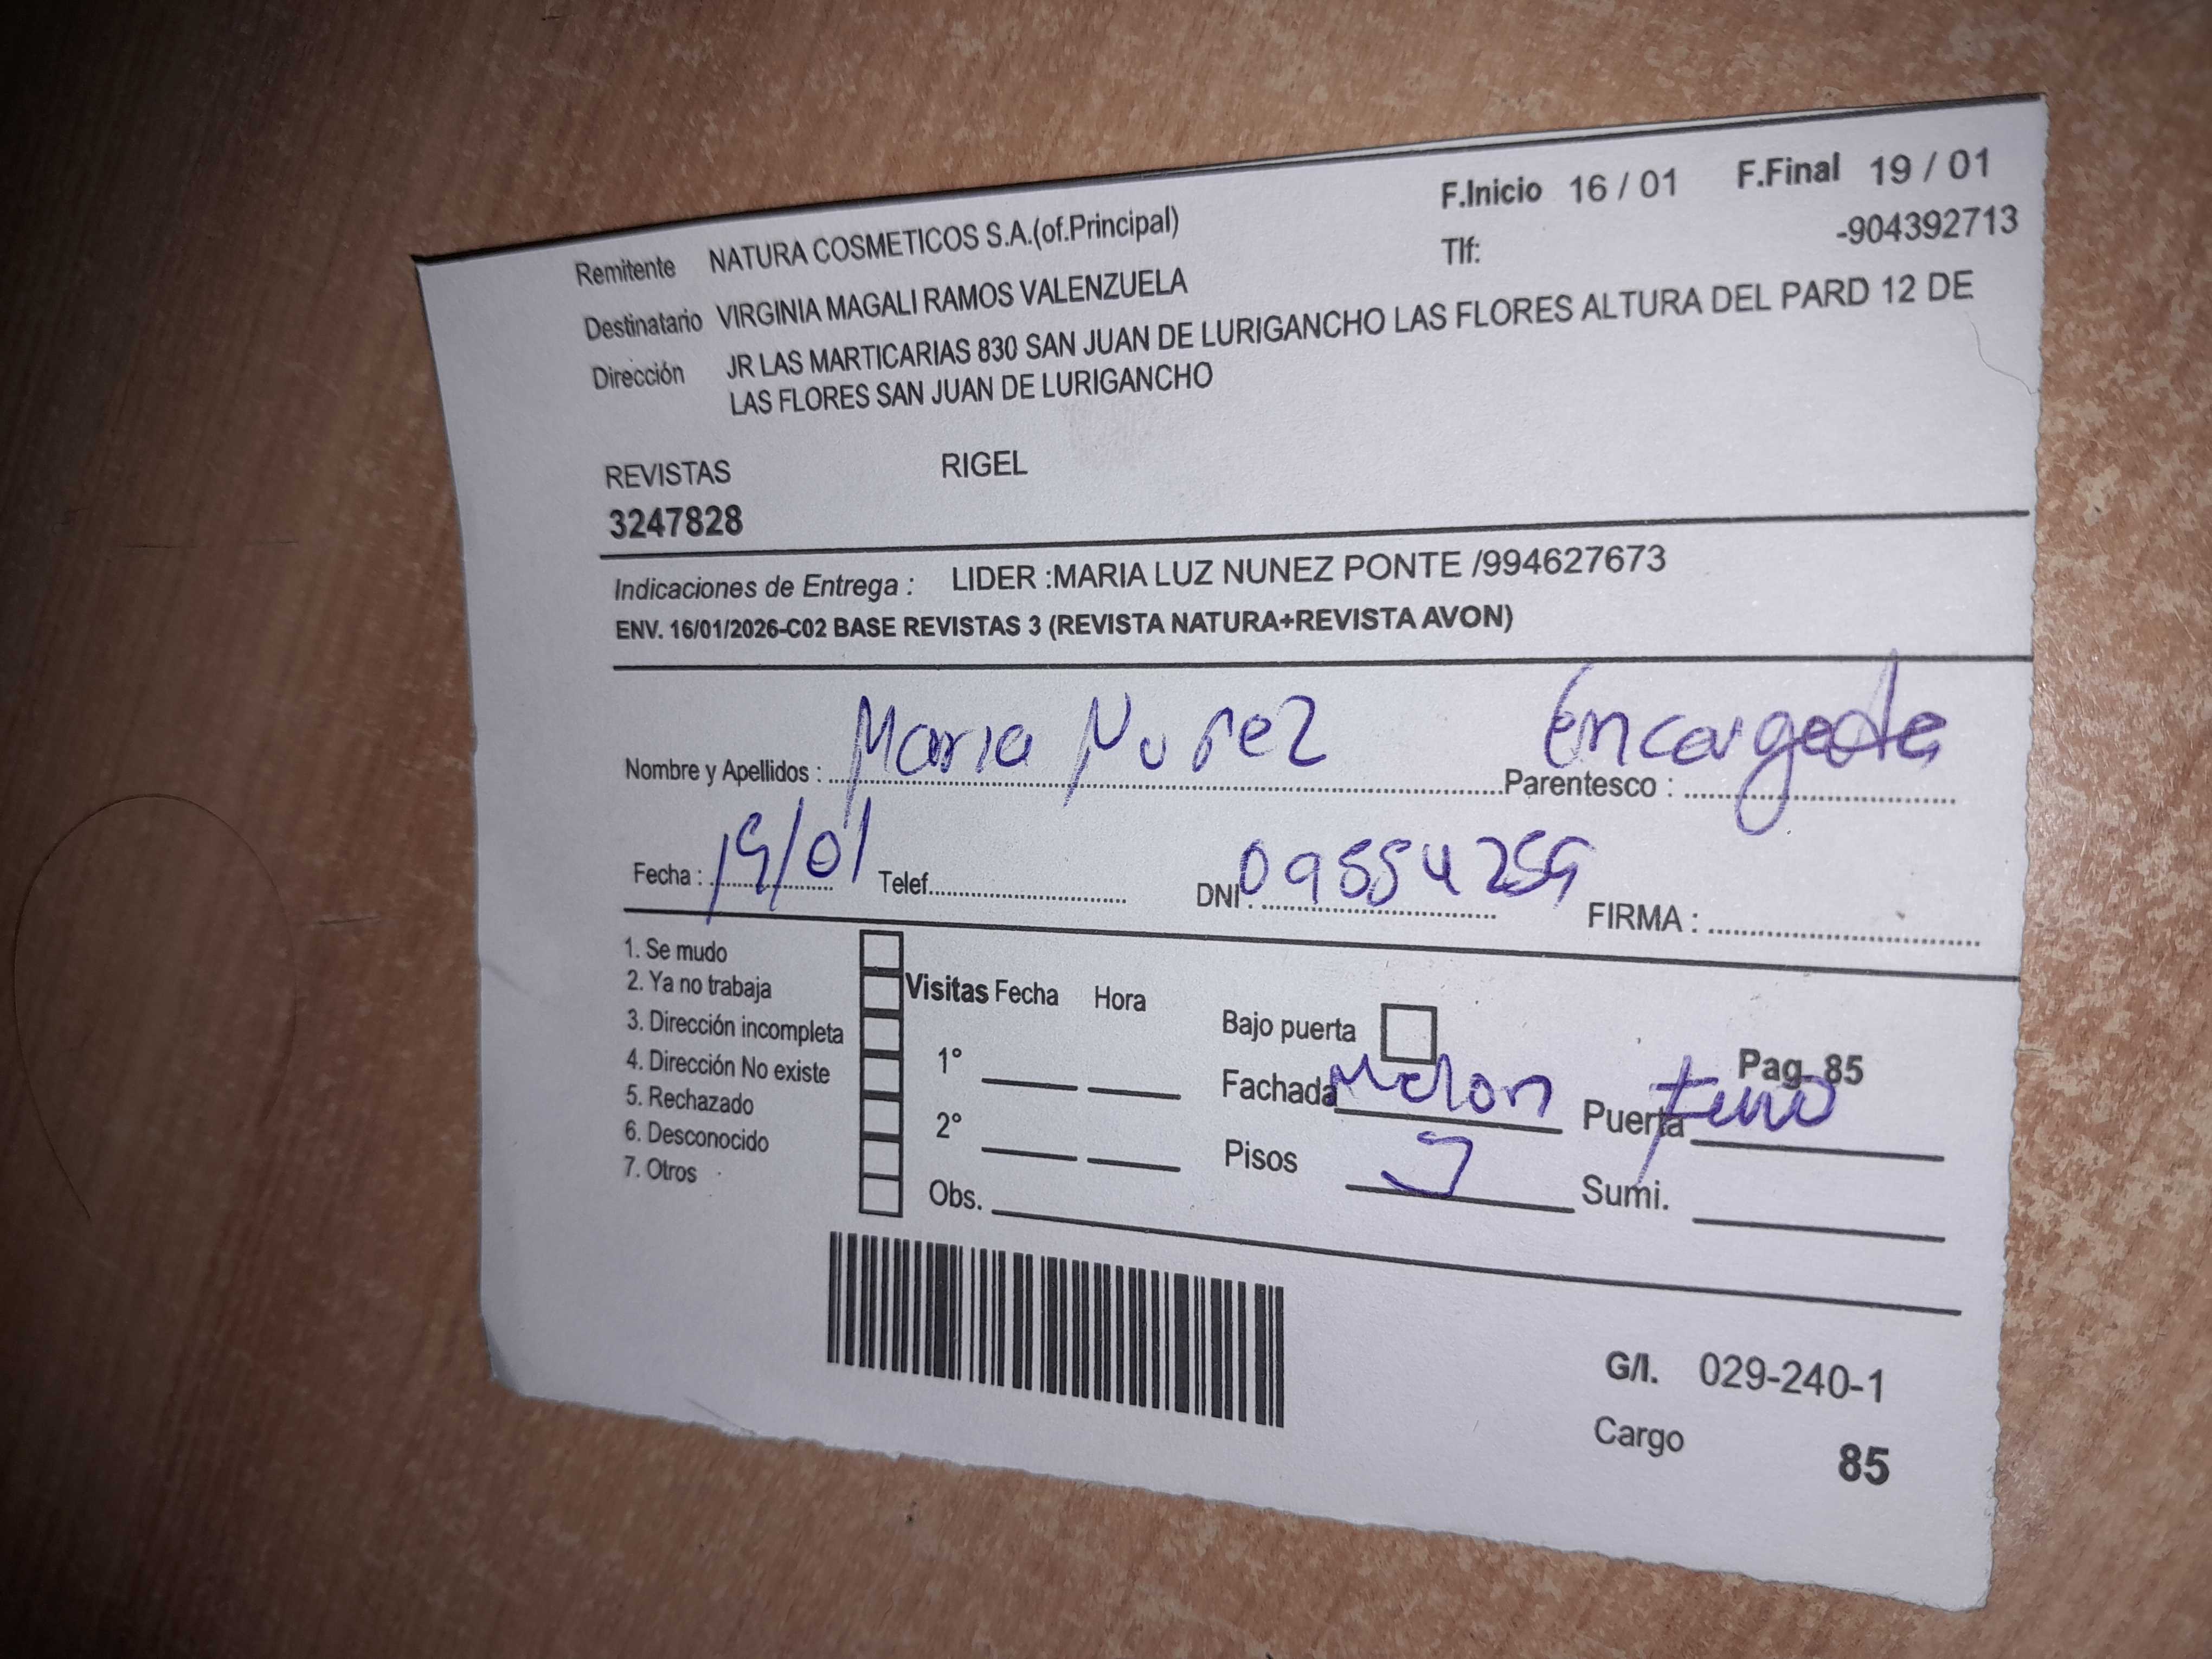 F.Inicio 16 / 01 F.Final 19 / 01
Remitente NATURA COSMETICOS S.A.(of.Principal) Tlf: -904392713
Destinatario VIRGINIA MAGALI RAMOS VALENZUELA
Dirección JR LAS MARTICARIAS 830 SAN JUAN DE LURIGANCHO LAS FLORES ALTURA DEL PARD 12 DE
LAS FLORES SAN JUAN DE LURIGANCHO
REVISTAS RIGEL
3247828
Indicaciones de Entrega : LIDER :MARIA LUZ NUNEZ PONTE /994627673
ENV. 16/01/2026-C02 BASE REVISTAS 3 (REVISTA NATURA+REVISTA AVON)
Nombre y Apellidos : Maria Nuñez Parentesco : Encargada
Fecha : 19/01 Telef. DNI : 09554259 FIRMA :
1. Se mudo
2. Ya no trabaja
3. Dirección incompleta
4. Dirección No existe
5. Rechazado
6. Desconocido
7. Otros
Visitas Fecha Hora
1°
2°
Obs.
Bajo puerta
Pag. 85
Fachada Melon Puerta
Pisos Sumi.
G/I. 029-240-1
Cargo 85